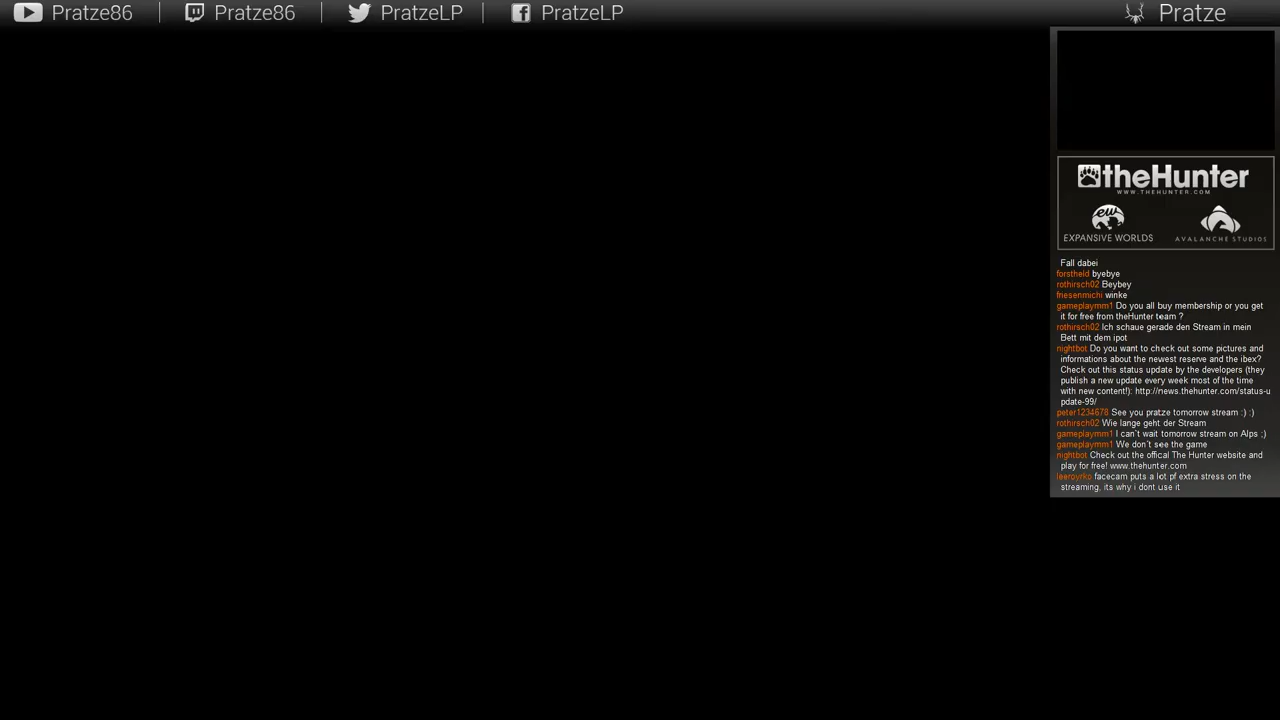 Pratze86
Pratze86
PratzeLP
PratzeLP
Pratze
theHunter
WWW.THEHUNTER.COM
ew
EXPANSIVE WORLDS
AVALANCHE STUDIOS
Fall dabei
forstheld byebye
rothirsch02 Beybey
friesenmichi winke
gameplaymm1 Do you all buy membership or you get
it for free from theHunter team ?
rothirsch02 Ich schaue gerade den Stream in mein
Bett mit dem ipot
nightbot Do you want to check out some pictures and
informations about the newest reserve and the ibex?
Check out this status update by the developers (they
publish a new update every week most of the time
with new content!): http://news.thehunter.com/status-u
pdate-99/
peter1234678 See you pratze tomorrow stream :) :)
rothirsch02 Wie lange geht der Stream
gameplaymm1 I can`t wait tomorrow stream on Alps ;)
gameplaymm1 We don`t see the game
nightbot Check out the offical The Hunter website and
play for free! www.thehunter.com
leeroyrko facecam puts a lot pf extra stress on the
streaming, its why i dont use it